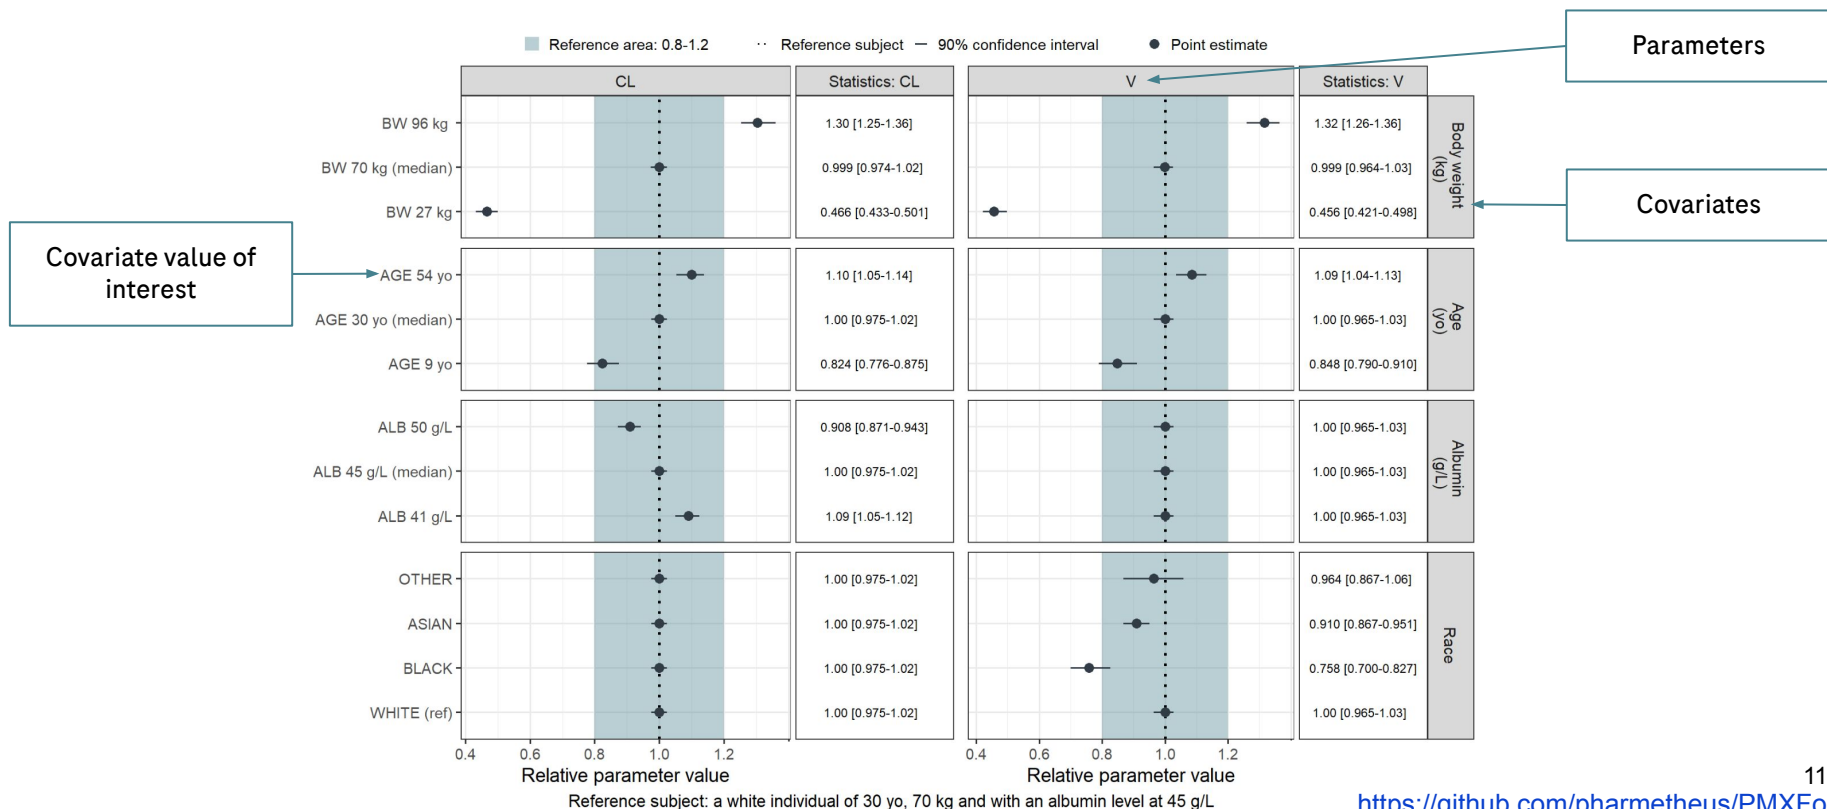 Reference area: 0.8-1.2 Reference subject 90% confidence interval Point estimate
Parameters
CL Statistics: CL V Statistics: V
BW 96 kg 1.30 [1.25-1.36] 1.32 [1.26-1.36]
BW 70 kg (median) 0.999 [0.974-1.02] 0.999 [0.964-1.03]
BW 27 kg 0.466 [0.433-0.501] 0.456 [0.421-0.498]
Body weight
(kg)
Covariates
Covariate value of
interest
AGE 54 yo 1.10 [1.05-1.14] 1.09 [1.04-1.13]
AGE 30 yo (median) 1.00 [0.975-1.02] 1.00 [0.965-1.03]
AGE 9 yo 0.824 [0.776-0.875] 0.848 [0.790-0.910]
Age
(yo)
ALB 50 g/L 0.908 [0.871-0.943] 1.00 [0.965-1.03]
ALB 45 g/L (median) 1.00 [0.975-1.02] 1.00 [0.965-1.03]
ALB 41 g/L 1.09 [1.05-1.12] 1.00 [0.965-1.03]
Albumin
(g/L)
OTHER 1.00 [0.975-1.02] 0.964 [0.867-1.06]
ASIAN 1.00 [0.975-1.02] 0.910 [0.867-0.951]
BLACK 1.00 [0.975-1.02] 0.758 [0.700-0.827]
WHITE (ref) 1.00 [0.975-1.02] 1.00 [0.965-1.03]
Race
0.4 0.6 0.8 1.0 1.2 0.4 0.6 0.8 1.0 1.2
Relative parameter value Relative parameter value
Reference subject: a white individual of 30 yo, 70 kg and with an albumin level at 45 g/L
11
https://github.com/pharmetheus/PMXFo